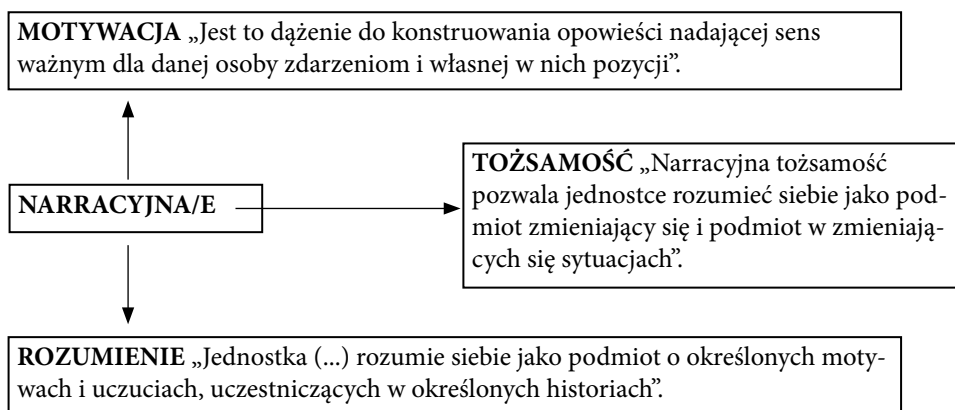 MOTYWACJA „Jest to dążenie do konstruowania opowieści nadającej sens
ważnym dla danej osoby zdarzeniom i własnej w nich pozycji”.
TOŻSAMOŚĆ „Narracyjna tożsamość
pozwala jednostce rozumieć siebie jako pod-
miot zmieniający się i podmiot w zmieniają-
cych się sytuacjach”.
NARRACYJNA/E
ROZUMIENIE „Jednostka (...) rozumie siebie jako podmiot o określonych moty-
wach i uczuciach, uczestniczących w określonych historiach”.